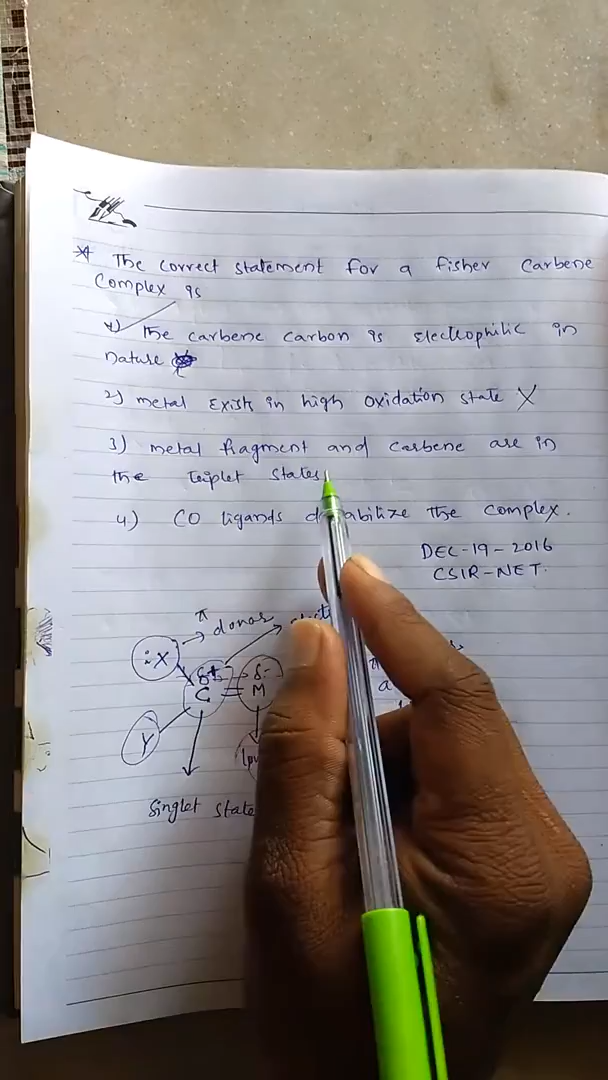 * The correct statement for a fisher Carbene
Complex is
1) The carbene carbon is electrophilic in
nature
2) metal Exists in high oxidation state X
3) metal fragment and Carbene are in
the triplet states
4) CO ligands the complex.
DEC-19-2016
CSIR-NET.
π donor
:X
δ+ δ-
C = M
Y
Singlet state